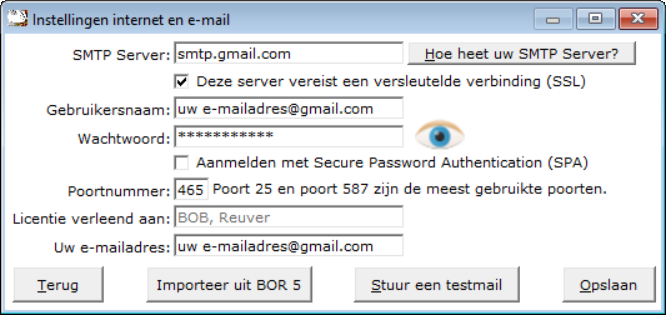 Instellingen internet en e-mail
SMTP Server: smtp.gmail.com Hoe heet uw SMTP Server?
Deze server vereist een versleutelde verbinding (SSL)
Gebruikersnaam: uw e-mailadres@gmail.com
Wachtwoord: ***********
Aanmelden met Secure Password Authentication (SPA)
Poortnummer: 465 Poort 25 en poort 587 zijn de meest gebruikte poorten.
Licentie verleend aan: BOB, Reuver
Uw e-mailadres: uw e-mailadres@gmail.com
Terug Importeer uit BOR 5 Stuur een testmail Opslaan